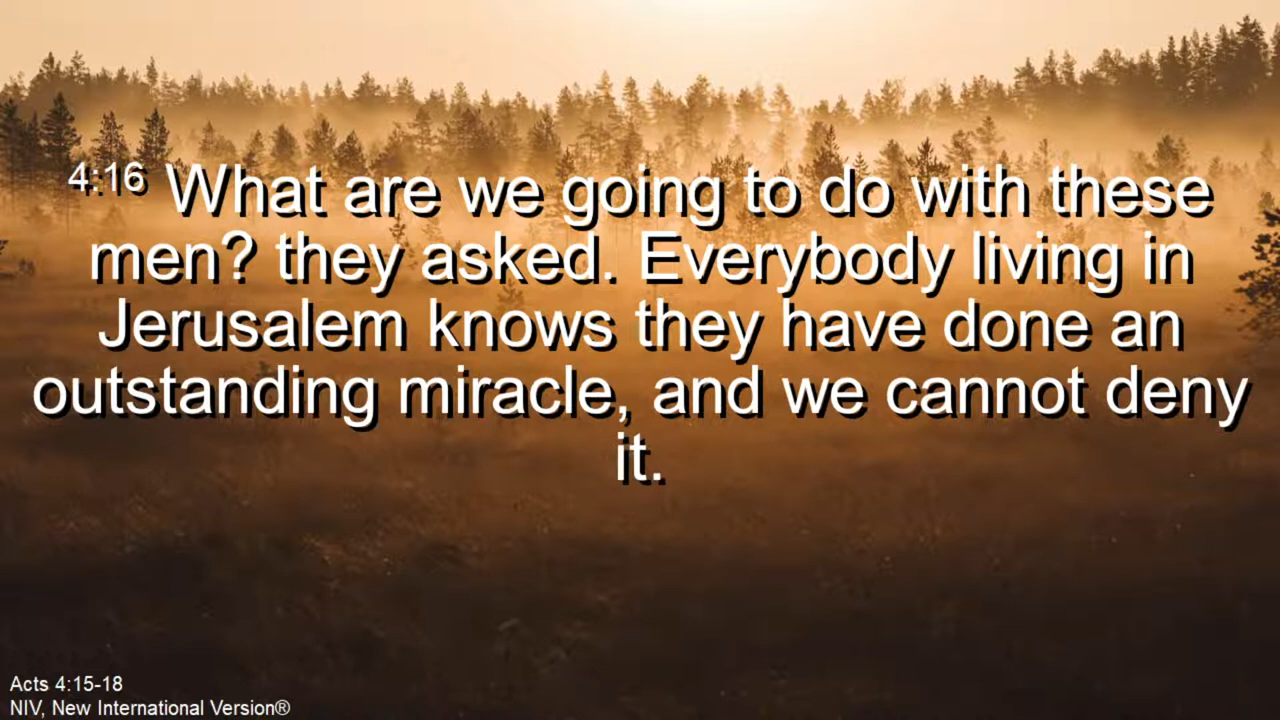 4:16 What are we going to do with these
men? they asked. Everybody living in
Jerusalem knows they have done an
outstanding miracle, and we cannot deny
it.
Acts 4:15-18
NIV, New International Version®